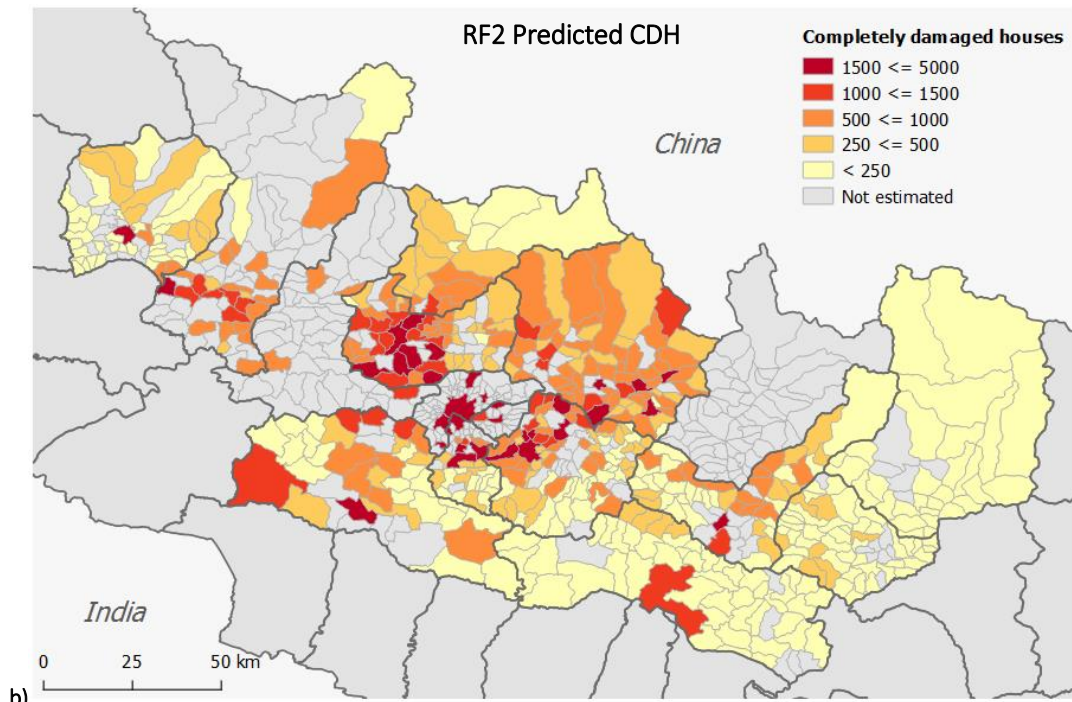 RF2 Predicted CDH
Completely damaged houses
1500 <= 5000
1000 <= 1500
500 <= 1000
250 <= 500
< 250
Not estimated
China
India
0 25 50 km
b)